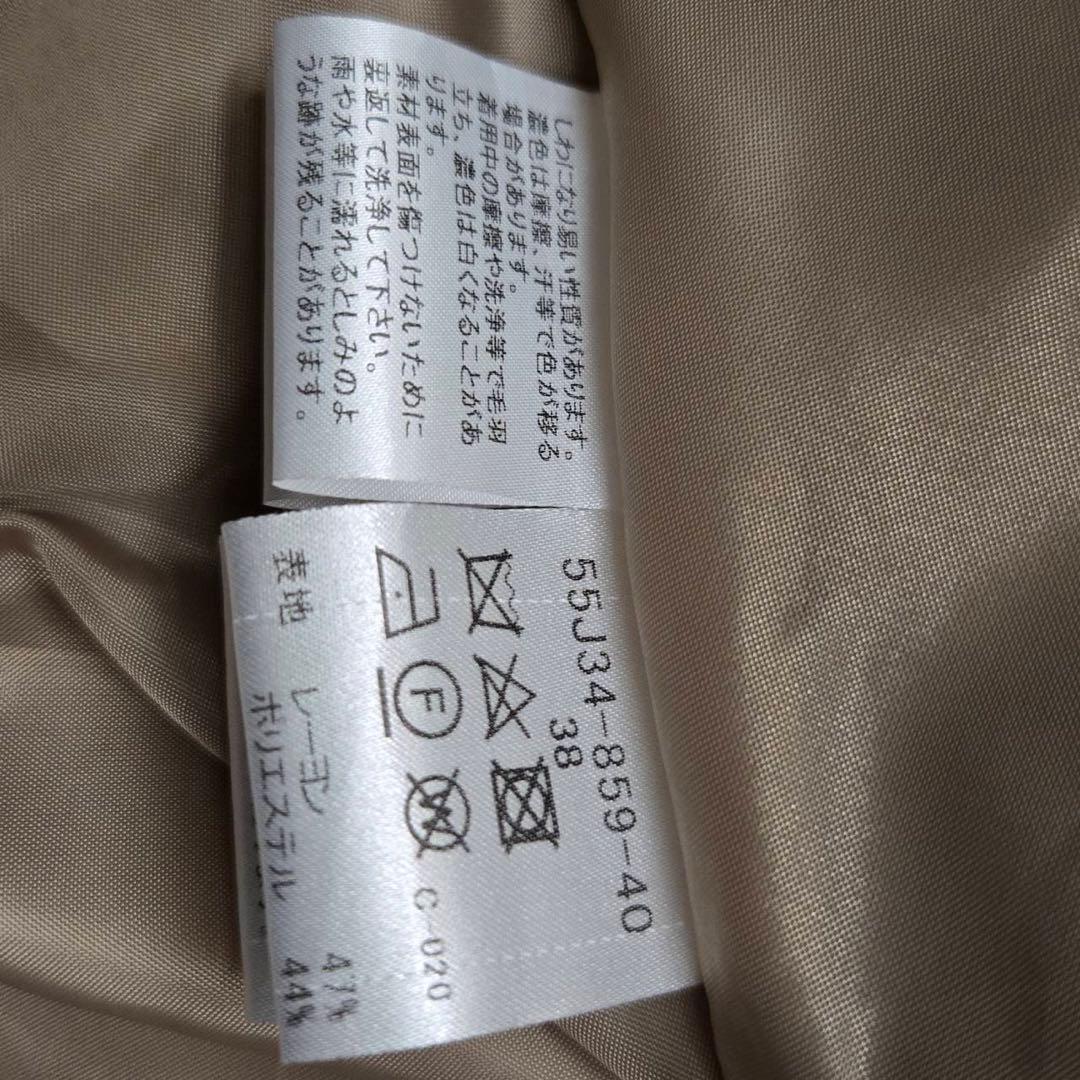 しわになり易い性質があります。
濃色は摩擦、汗等で色が移る
場合があります。
着用中の摩擦や洗浄等で毛羽
立ち、濃色は白くなることがあ
ります。
素材表面を傷つけないために
裏返して洗浄して下さい。
雨や水等に濡れるとしみのよ
うな跡が残ることがあります。
55J34-859-40
38
F W C-020
表地 レーヨン 47%
ポリエステル 44%